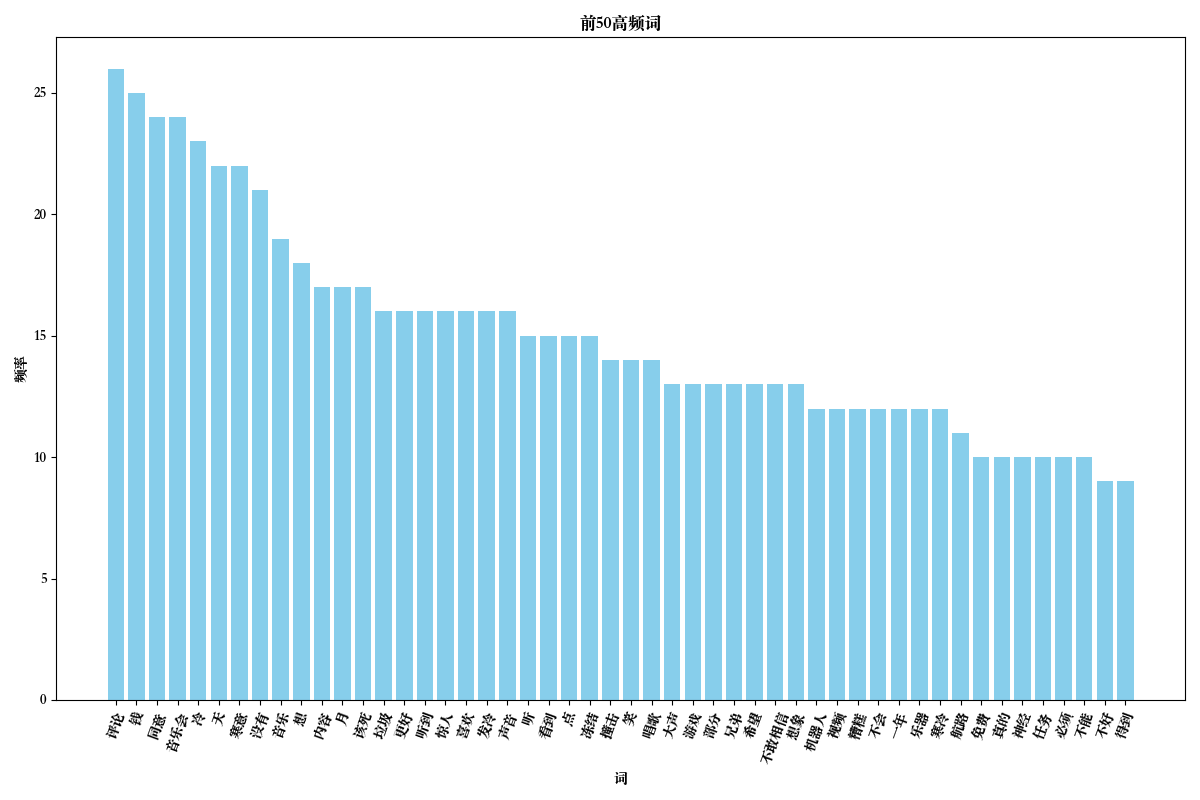 前50高频词
频率
25
20
15
10
5
0
评论
钱
同意
音乐会
冷
天
寒意
没有
音乐
想
内容
月
该死
垃圾
更好
听到
惊人
喜欢
发冷
声音
听
看到
点
冻结
撞击
笑
唱歌
大声
游戏
部分
兄弟
希望
不敢相信
想象
机器人
视频
糟糕
不会
一年
乐器
寒冷
航路
免费
真的
神经
任务
必须
不能
不好
得到
词